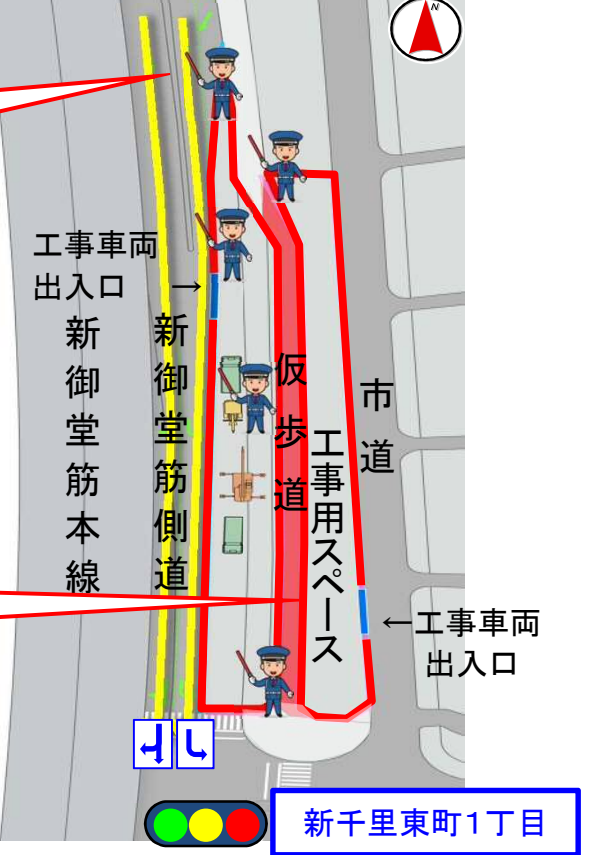 N
工事車両
出入口 →
新御堂筋本線
新御堂筋側道
仮歩道
工事用スペース
市道
←工事車両
出入口
新千里東町1丁目